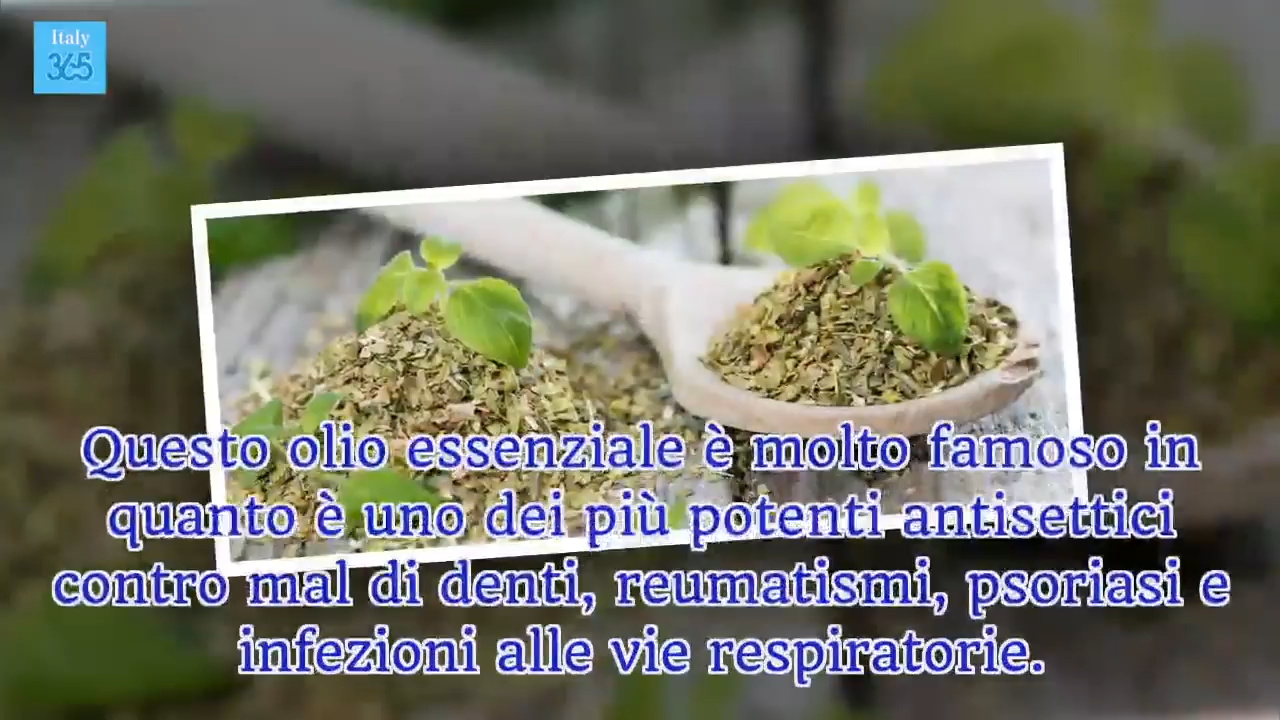 Italy
365
Questo olio essenziale è molto famoso in
quanto è uno dei più potenti antisettici
contro mal di denti, reumatismi, psoriasi e
infezioni alle vie respiratorie.